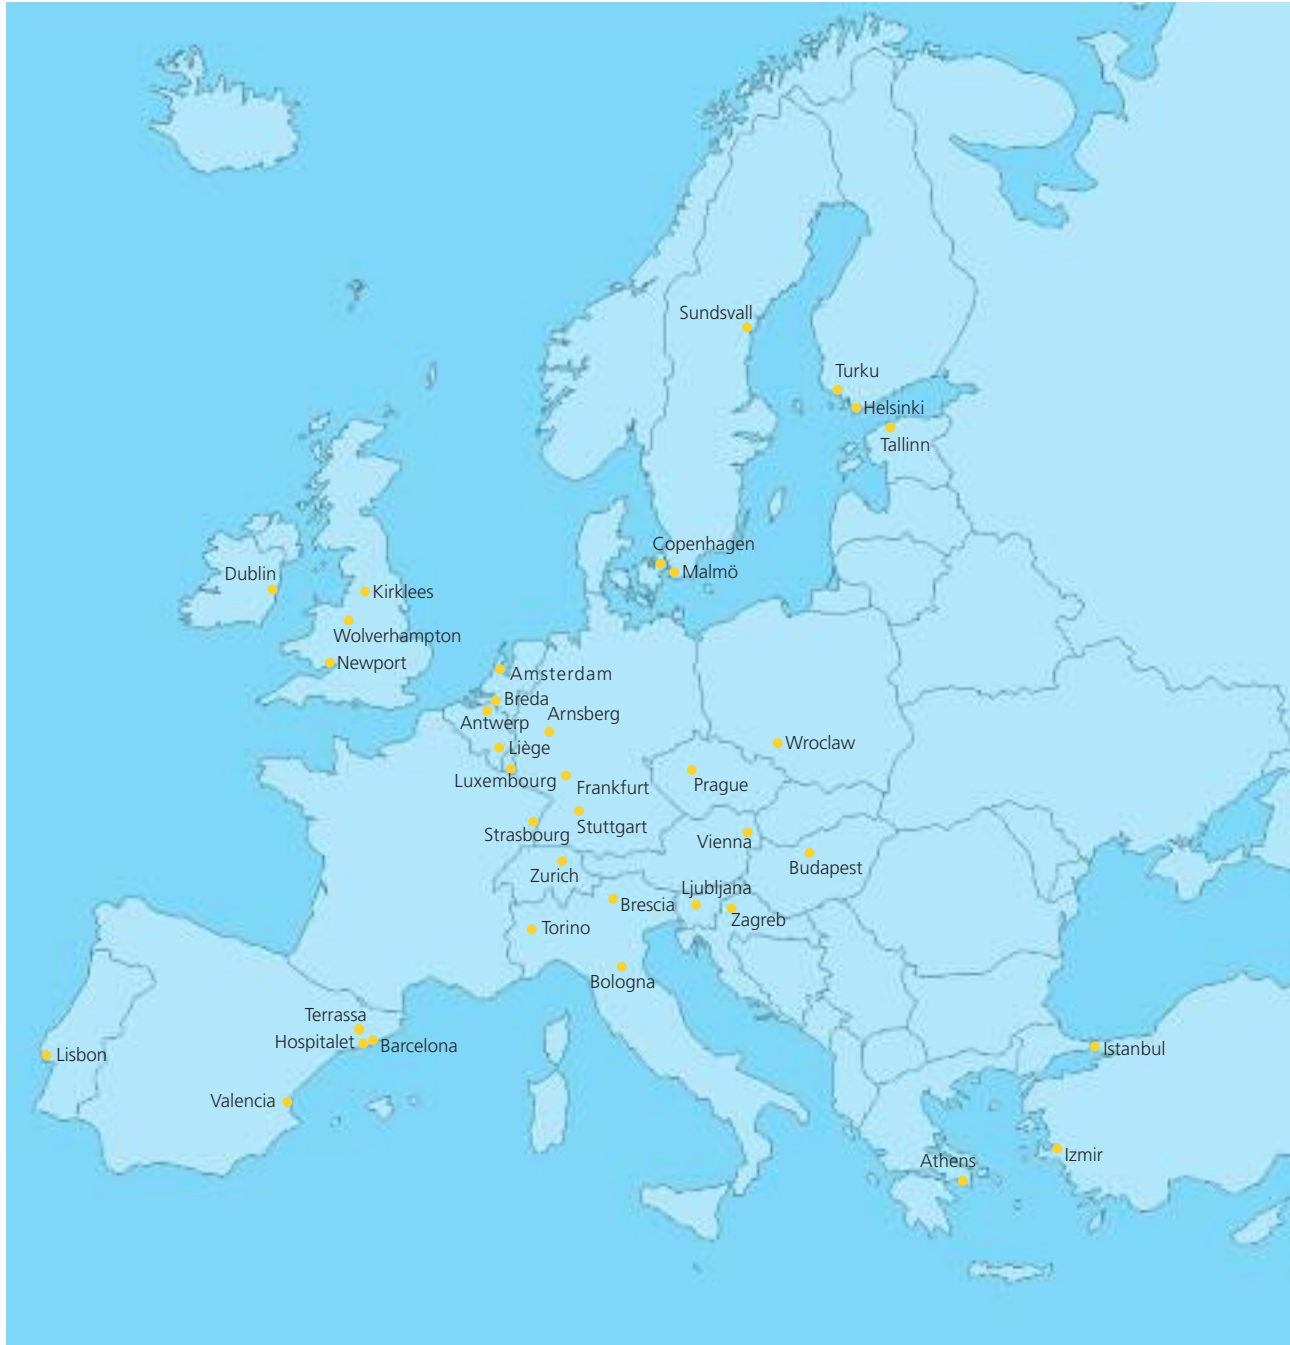 Sundsvall
Turku
Helsinki
Tallinn
Copenhagen
Malmö
Dublin
Kirklees
Wolverhampton
Newport
Amsterdam
Breda
Arnsberg
Antwerp
Liège
Wroclaw
Luxembourg
Frankfurt
Prague
Strasbourg
Stuttgart
Vienna
Budapest
Zurich
Ljubljana
Brescia
Zagreb
Torino
Bologna
Terrassa
Hospitalet
Barcelona
Istanbul
Lisbon
Valencia
Izmir
Athens